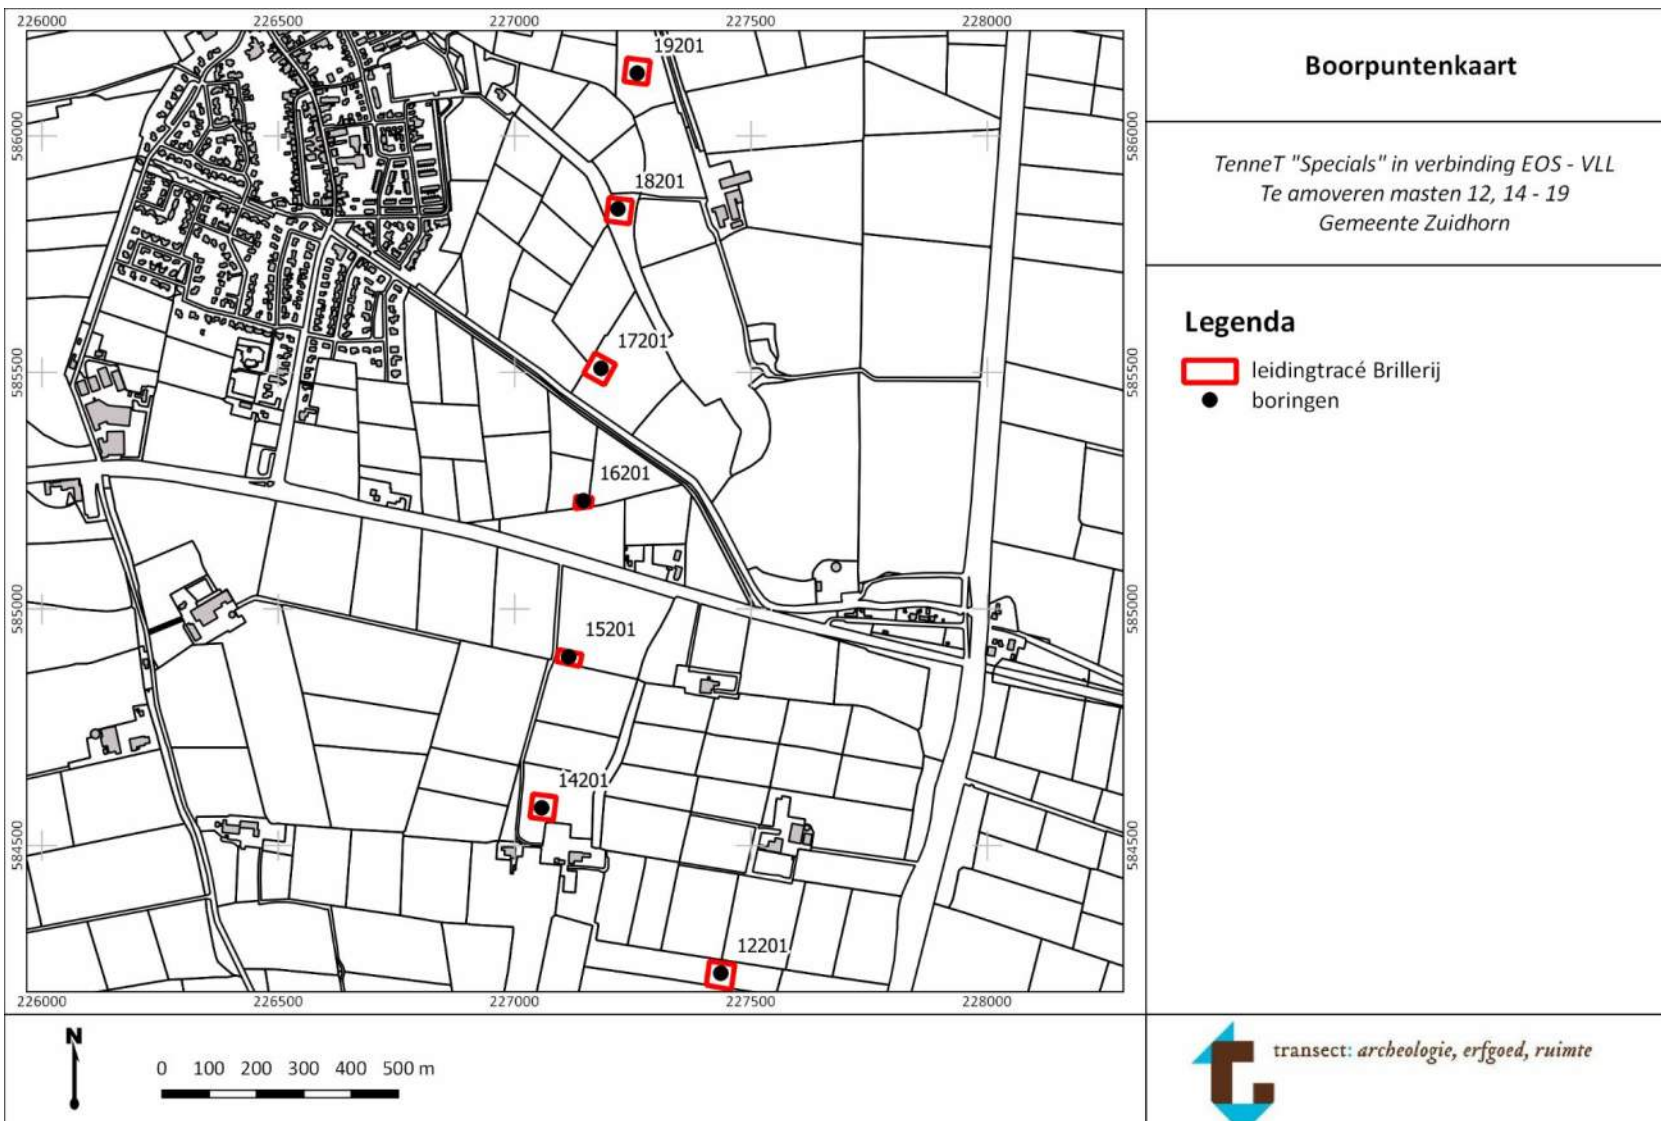 226000 226500 227000 227500 228000
586000
585500
585000
584500
586000
585500
585000
584500
19201
18201
17201
16201
15201
14201
12201
226000 226500 227000 227500 228000
Boorpuntenkaart
TenneT "Specials" in verbinding EOS - VLL
Te amoveren masten 12, 14 - 19
Gemeente Zuidhorn
Legenda
leidingtracé Brillerij
boringen
N
0 100 200 300 400 500 m
transect: archeologie, erfgoed, ruimte